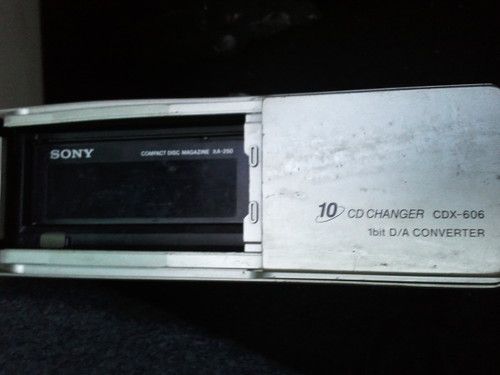 SONY
COMPACT DISC MAGAZINE XA-250
10 CD CHANGER CDX-606
1bit D/A CONVERTER